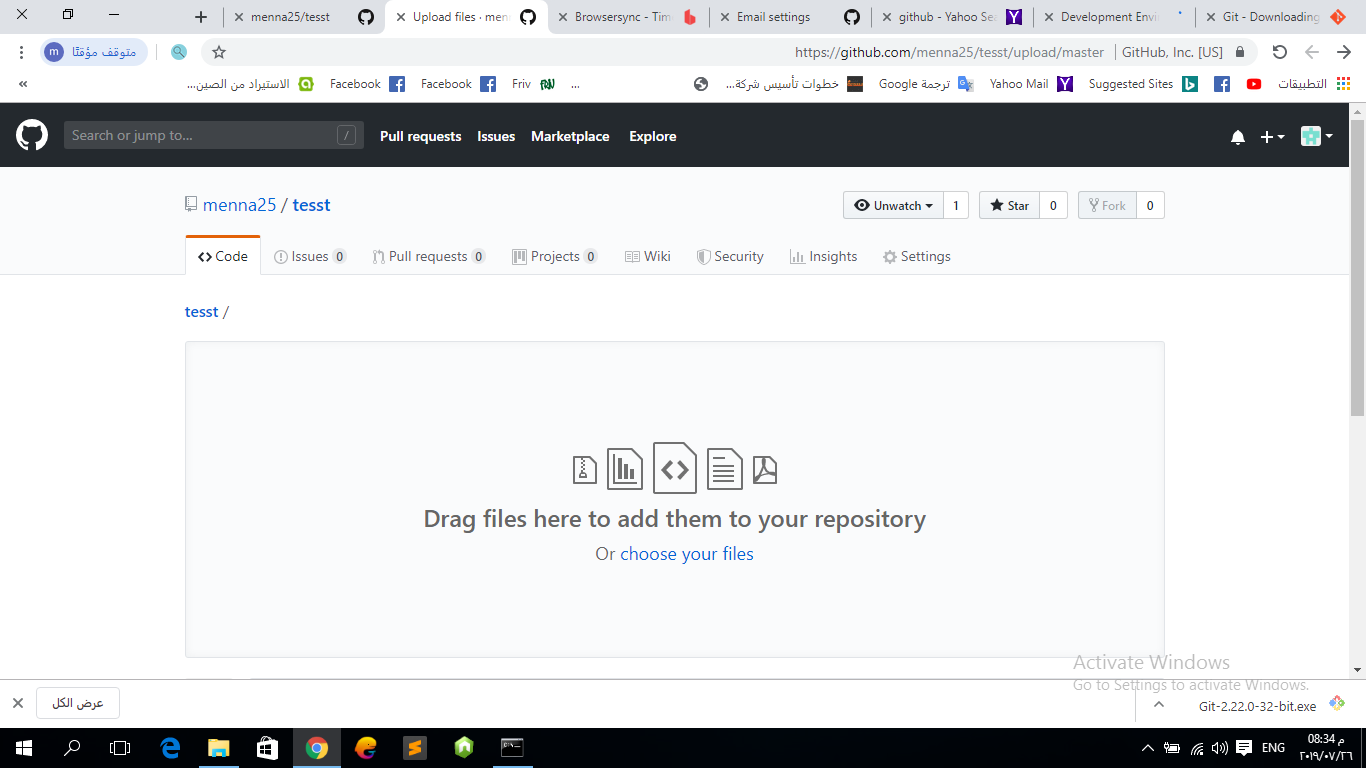 menna25/tesst
Upload files · menn
Browsersync - Tim
Email settings
github - Yahoo Sea
Development Envi
Git - Downloading
m متوقف مؤقتًا
https://github.com/menna25/tesst/upload/master
GitHub, Inc. [US]
الاستيراد من الصين...
Facebook
Facebook
Friv
...
خطوات تأسيس شركة...
ترجمة Google
Yahoo Mail
Suggested Sites
التطبيقات
Search or jump to... /
Pull requests Issues Marketplace Explore
menna25 / tesst
Unwatch 1 Star 0 Fork 0
Code Issues 0 Pull requests 0 Projects 0 Wiki Security Insights Settings
tesst /
Drag files here to add them to your repository
Or choose your files
Activate Windows
Go to Settings to activate Windows.
عرض الكل
Git-2.22.0-32-bit.exe
ENG
08:34 م
٢٠١٩/٠٧/٢٦